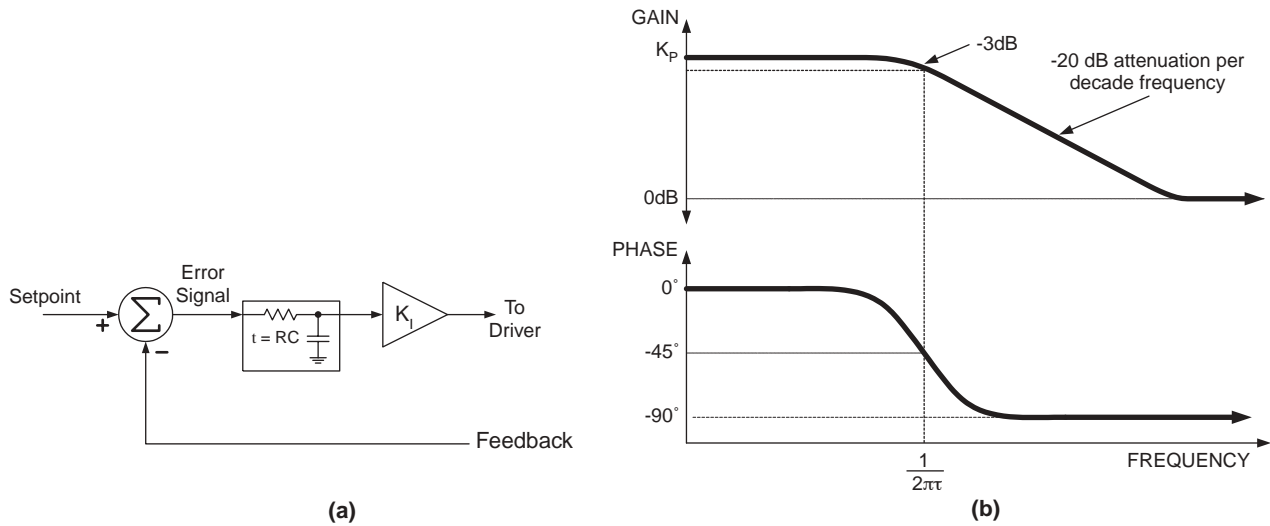 Setpoint
+
Σ
−
Error
Signal
t = RC
K_I
To
Driver
Feedback
(a)
GAIN
K_P
-3dB
-20 dB attenuation per
decade frequency
0dB
PHASE
0°
-45°
-90°
1
2πτ
FREQUENCY
(b)